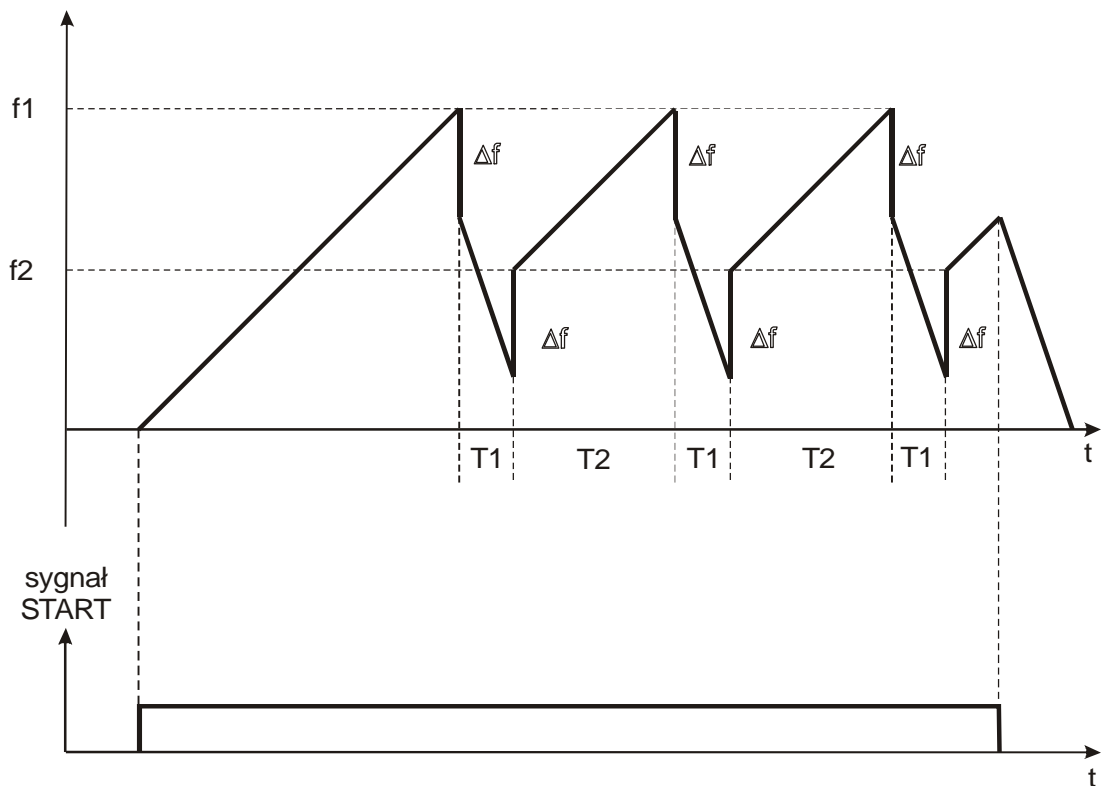 f1
Δf Δf Δf
f2
Δf Δf Δf
T1 T2 T1 T2 T1 t
sygnał
START
t